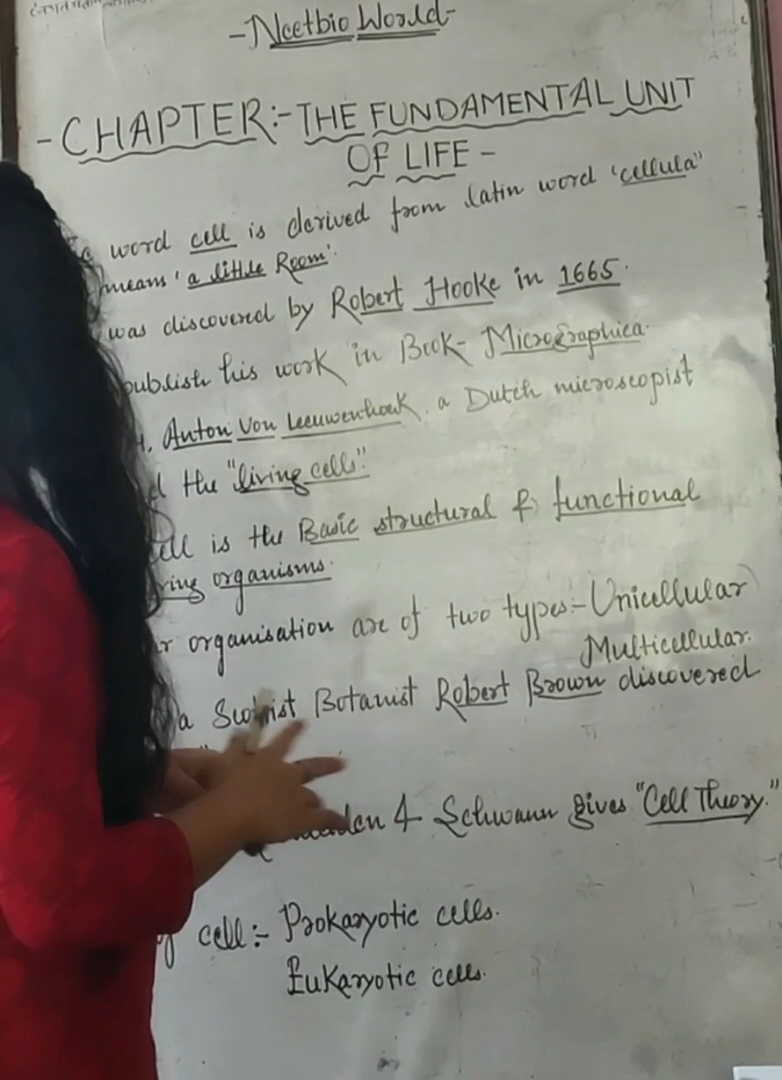 -Neetbio World-
-CHAPTER:- THE FUNDAMENTAL UNIT
OF LIFE -
word cell is derived from latin word 'cellula"
means 'a little Room'.
was discovered by Robert Hooke in 1665.
publish his work in Book- Micrographica.
Anton Von Leeuwenhoek, a Dutch microscopist
the "living cells".
is the Basic structural & functional
organisms.
organisation are of two types:- Unicellular
Multicellular.
a Botanist Robert Brown discovered
& Schwann gives "Cell Theory."
cell:- Prokaryotic cells.
Eukaryotic cells.